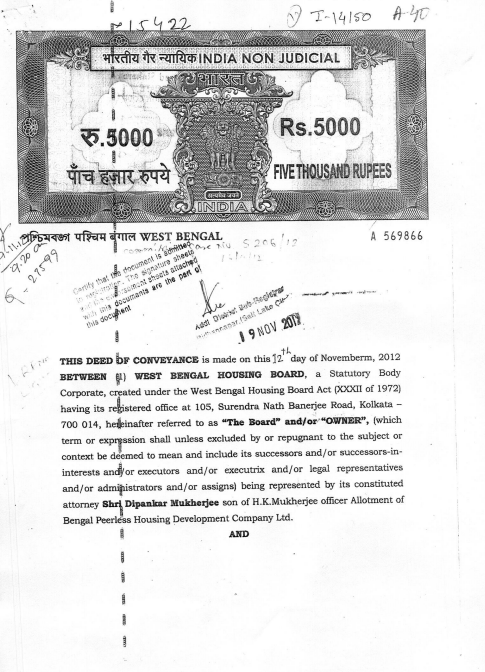 15422
I-14150 A-40
भारतीय गैर न्यायिक INDIA NON JUDICIAL
भारत
रु.5000
Rs.5000
पाँच हज़ार रुपये
FIVE THOUSAND RUPEES
सत्यमेव जयते
INDIA
পশ্চিমবঙ্গ पश्चिम बंगाल WEST BENGAL
A 569866
Certify that the document is admitted
to registration. The signature sheets
and the endorsement sheets attached
with this documents are the part of
this document
Addl. District Sub-Registrar
Bidhannagar (Salt Lake City)
19 NOV 2012
THIS DEED OF CONVEYANCE is made on this 12th day of Novemberm, 2012
BETWEEN (1) WEST BENGAL HOUSING BOARD, a Statutory Body
Corporate, created under the West Bengal Housing Board Act (XXXII of 1972)
having its registered office at 105, Surendra Nath Banerjee Road, Kolkata –
700 014, hereinafter referred to as "The Board" and/or "OWNER", (which
term or expression shall unless excluded by or repugnant to the subject or
context be deemed to mean and include its successors and/or successors-in-
interests and/or executors and/or executrix and/or legal representatives
and/or administrators and/or assigns) being represented by its constituted
attorney Shri Dipankar Mukherjee son of H.K.Mukherjee officer Allotment of
Bengal Peerless Housing Development Company Ltd.
AND